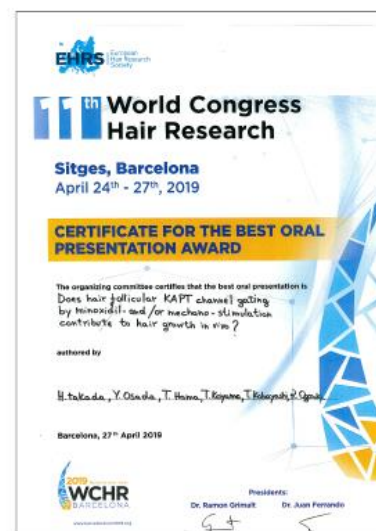 EHRS European
Hair Research
Society
11th World Congress
Hair Research
Sitges, Barcelona
April 24th - 27th, 2019
CERTIFICATE FOR THE BEST ORAL
PRESENTATION AWARD
The organizing committee certifies that the best oral presentation is
Does hair follicular KAPT channel gating
by minoxidil- and/or mechano-stimulation
contribute to hair growth in vivo?
authored by
H.takada, Y. Osada, T. Hama, T. Koyama, T. Kobayashi, R. Ogawa
Barcelona, 27th April 2019
2019
WCHR
BARCELONA
Presidents:
Dr. Ramon Grimalt Dr. Juan Ferrando